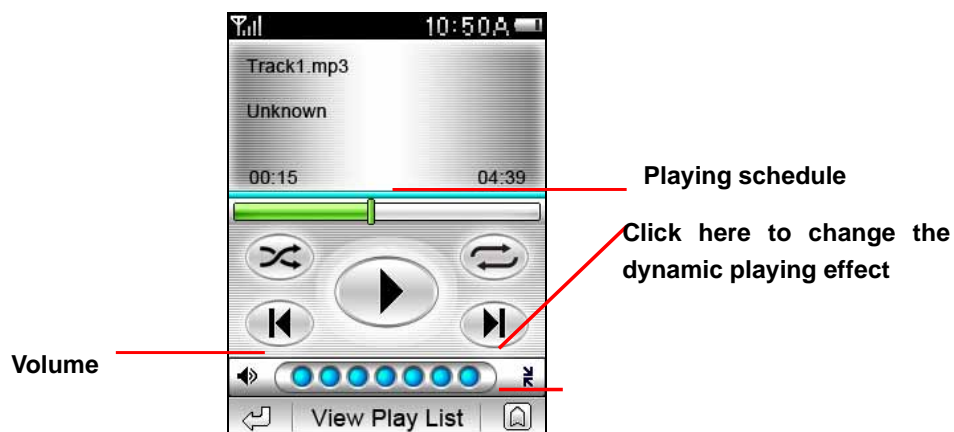 10:50A
Track1.mp3
Unknown
00:15 04:39
Playing schedule
Click here to change the
dynamic playing effect
Volume
View Play List